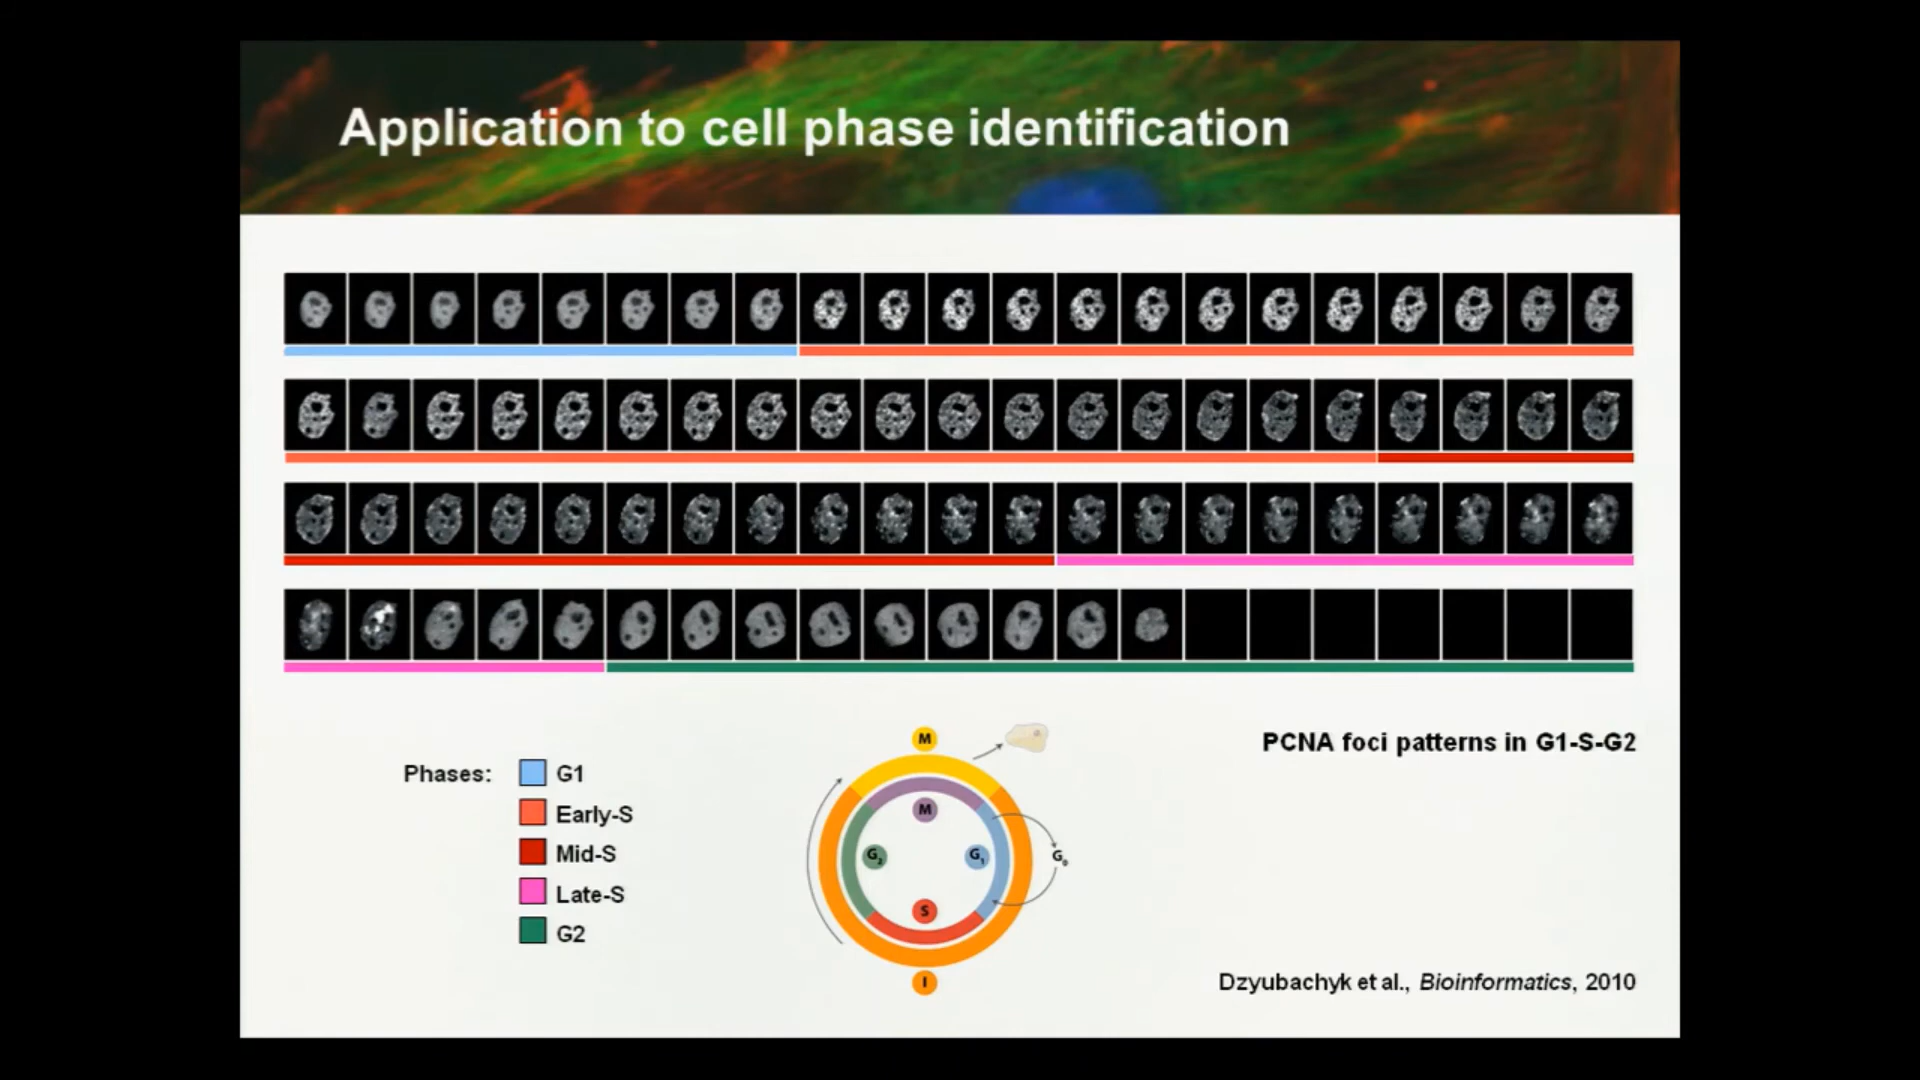 Application to cell phase identification
PCNA foci patterns in G1-S-G2
Phases:
G1
Early-S
Mid-S
Late-S
G2
M
M
G₂
G₁
G₀
S
I
Dzyubachyk et al., Bioinformatics, 2010